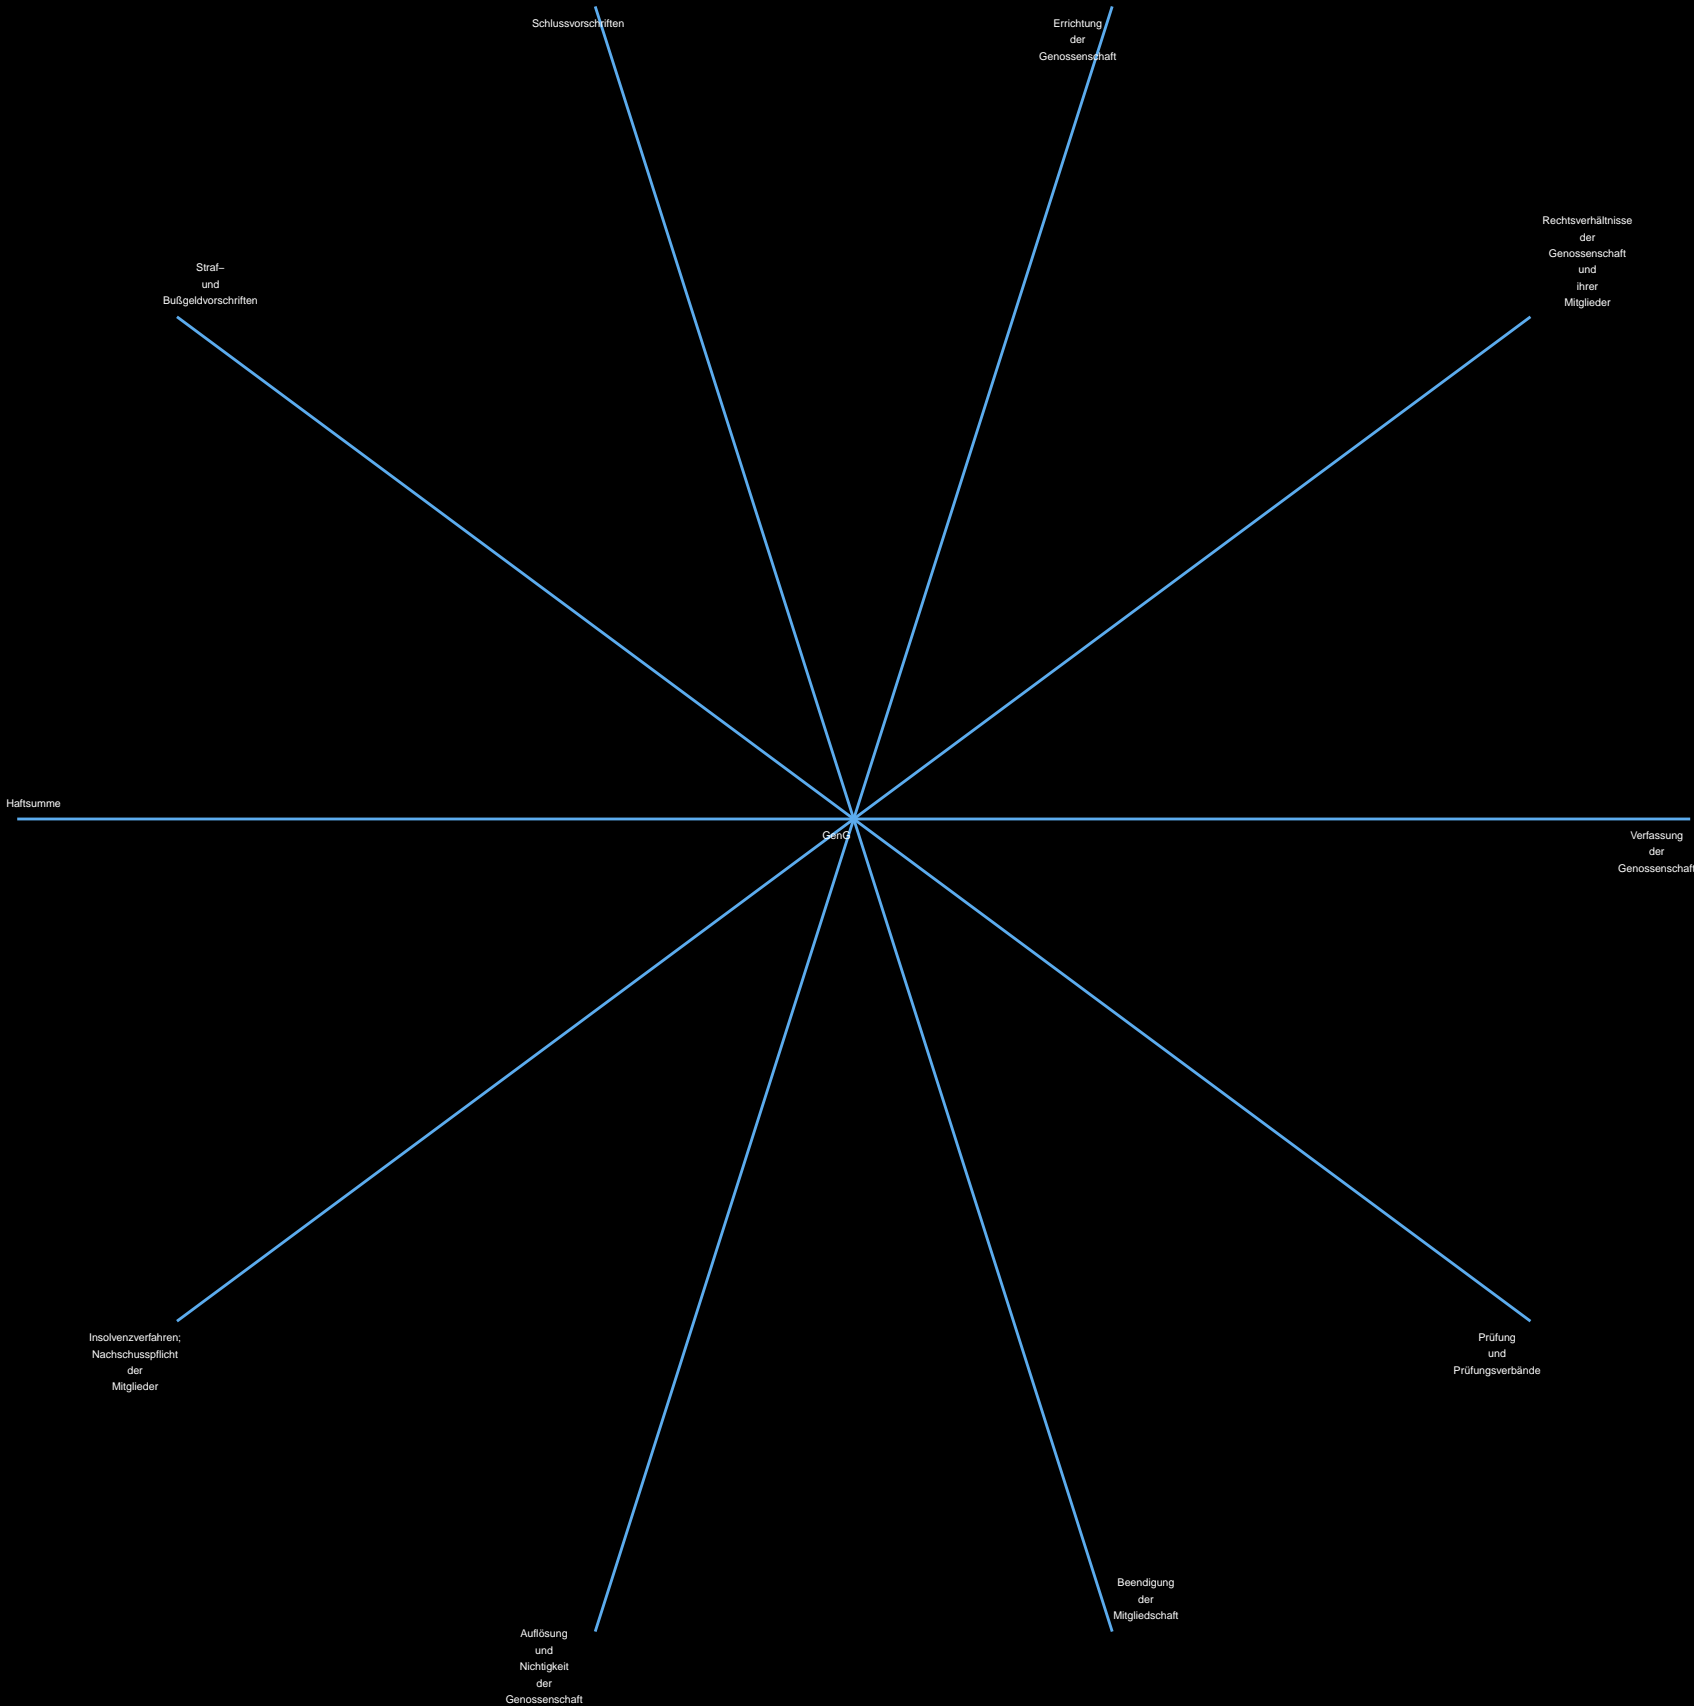 Schlussvorschriften
Errichtung
der
Genossenschaft
Rechtsverhältnisse
der
Genossenschaft
und
ihrer
Mitglieder
Straf–
und
Bußgeldvorschriften
Haftsumme
GenG
Verfassung
der
Genossenschaft
Insolvenzverfahren;
Nachschusspflicht
der
Mitglieder
Prüfung
und
Prüfungsverbände
Beendigung
der
Mitgliedschaft
Auflösung
und
Nichtigkeit
der
Genossenschaft